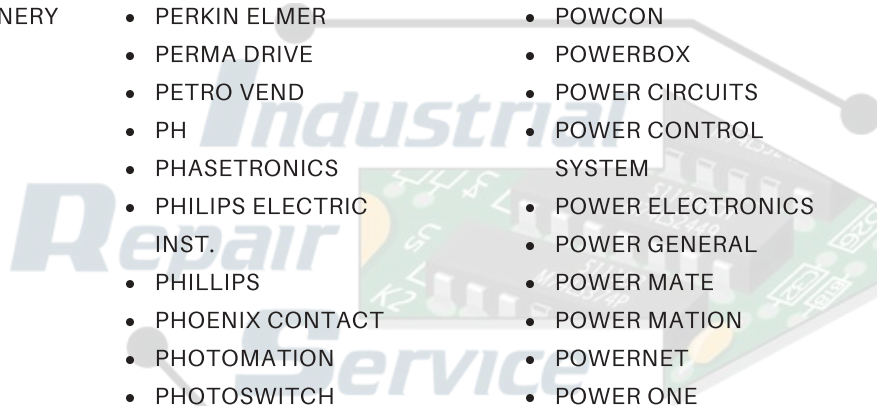 NERY
PERKIN ELMER
PERMA DRIVE
PETRO VEND
PH
PHASETRONICS
PHILIPS ELECTRIC
INST.
PHILLIPS
PHOENIX CONTACT
PHOTOMATION
PHOTOSWITCH
POWCON
POWERBOX
POWER CIRCUITS
POWER CONTROL
SYSTEM
POWER ELECTRONICS
POWER GENERAL
POWER MATE
POWER MATION
POWERNET
POWER ONE
Industrial
Repair
Service
U5
K2